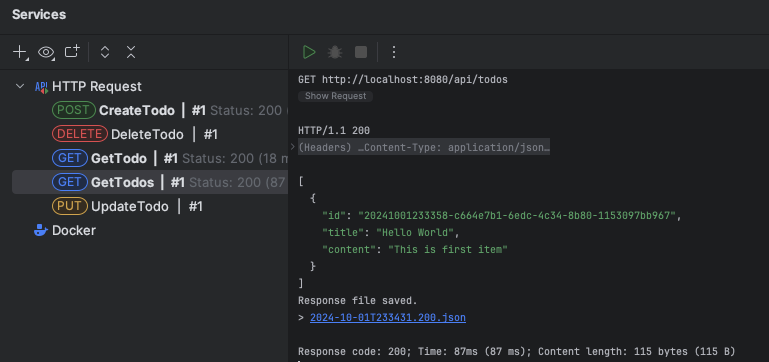 Services
HTTP Request
POST CreateTodo | #1 Status: 200 (
DELETE DeleteTodo | #1
GET GetTodo | #1 Status: 200 (18 m
GET GetTodos | #1 Status: 200 (87
PUT UpdateTodo | #1
Docker
GET http://localhost:8080/api/todos
Show Request
HTTP/1.1 200
(Headers) …Content-Type: application/json…
[
{
"id": "20241001233358-c664e7b1-6edc-4c34-8b80-1153097bb967",
"title": "Hello World",
"content": "This is first item"
}
]
Response file saved.
> 2024-10-01T233431.200.json
Response code: 200; Time: 87ms (87 ms); Content length: 115 bytes (115 B)